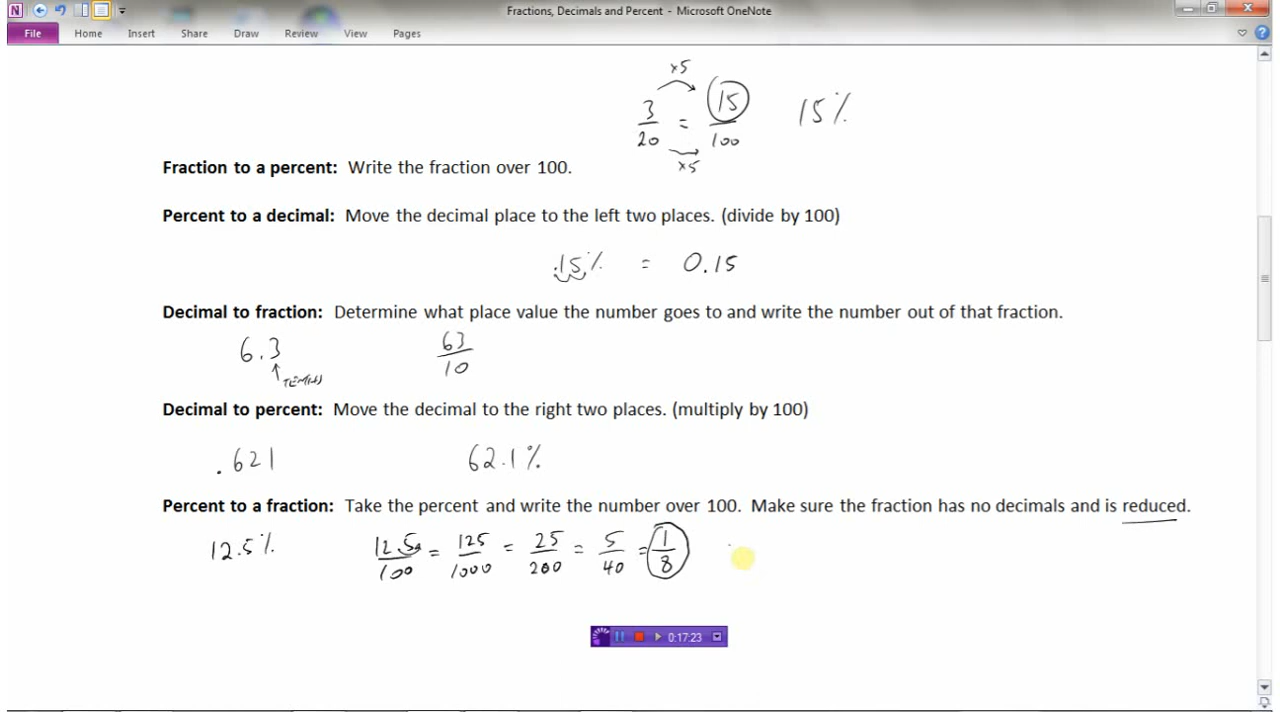 Fractions, Decimals and Percent - Microsoft OneNote
File Home Insert Share Draw Review View Pages
×5
3/20 = 15/100 15%
×5
Fraction to a percent: Write the fraction over 100.
Percent to a decimal: Move the decimal place to the left two places. (divide by 100)
.15% = 0.15
Decimal to fraction: Determine what place value the number goes to and write the number out of that fraction.
6.3 63/10
TENTHS
Decimal to percent: Move the decimal to the right two places. (multiply by 100)
.621 62.1%
Percent to a fraction: Take the percent and write the number over 100. Make sure the fraction has no decimals and is reduced.
12.5% 12.5/100 = 125/1000 = 25/200 = 5/40 = 1/8
0:17:23